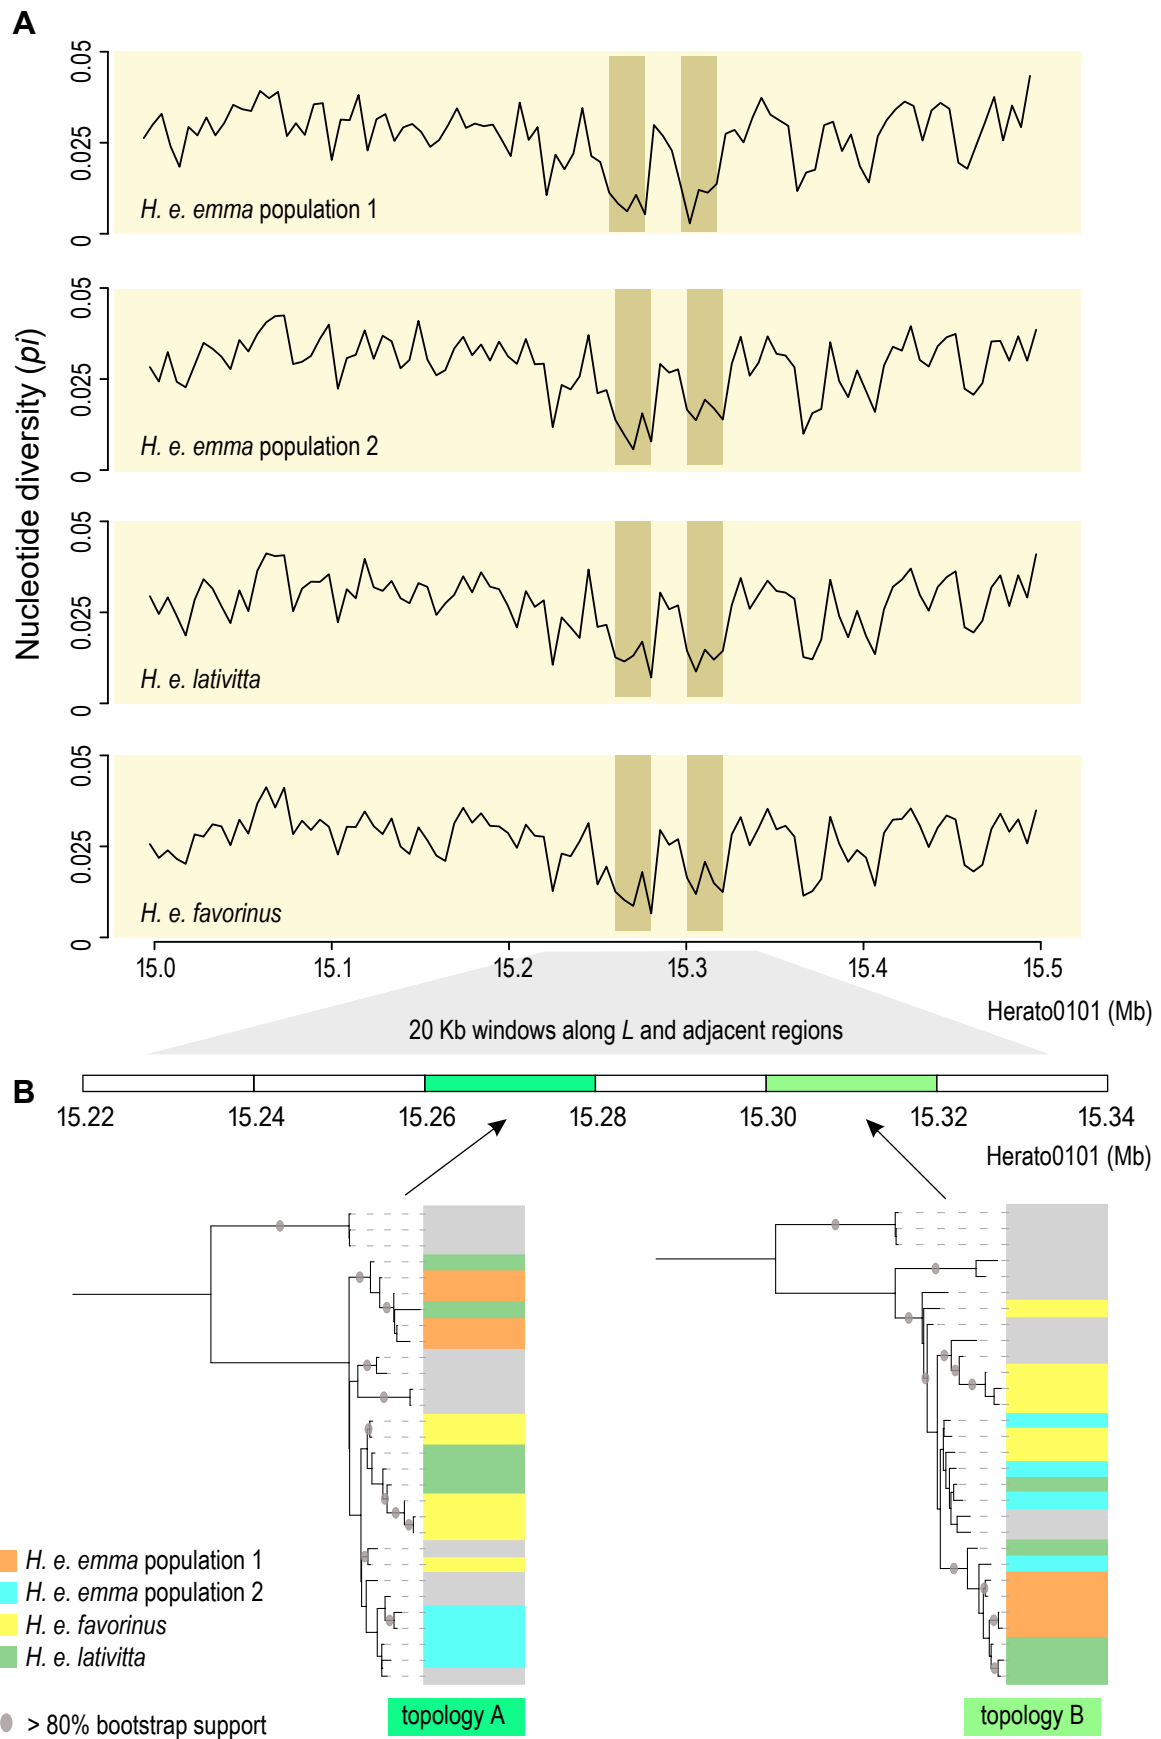 A
Nucleotide diversity (pi)
0.05
0.025
0
H. e. emma population 1
0.05
0.025
0
H. e. emma population 2
0.05
0.025
0
H. e. lativitta
0.05
0.025
0
H. e. favorinus
15.0 15.1 15.2 15.3 15.4 15.5
Herato0101 (Mb)
20 Kb windows along L and adjacent regions
B
15.22 15.24 15.26 15.28 15.30 15.32 15.34
Herato0101 (Mb)
H. e. emma population 1
H. e. emma population 2
H. e. favorinus
H. e. lativitta
> 80% bootstrap support
topology A
topology B